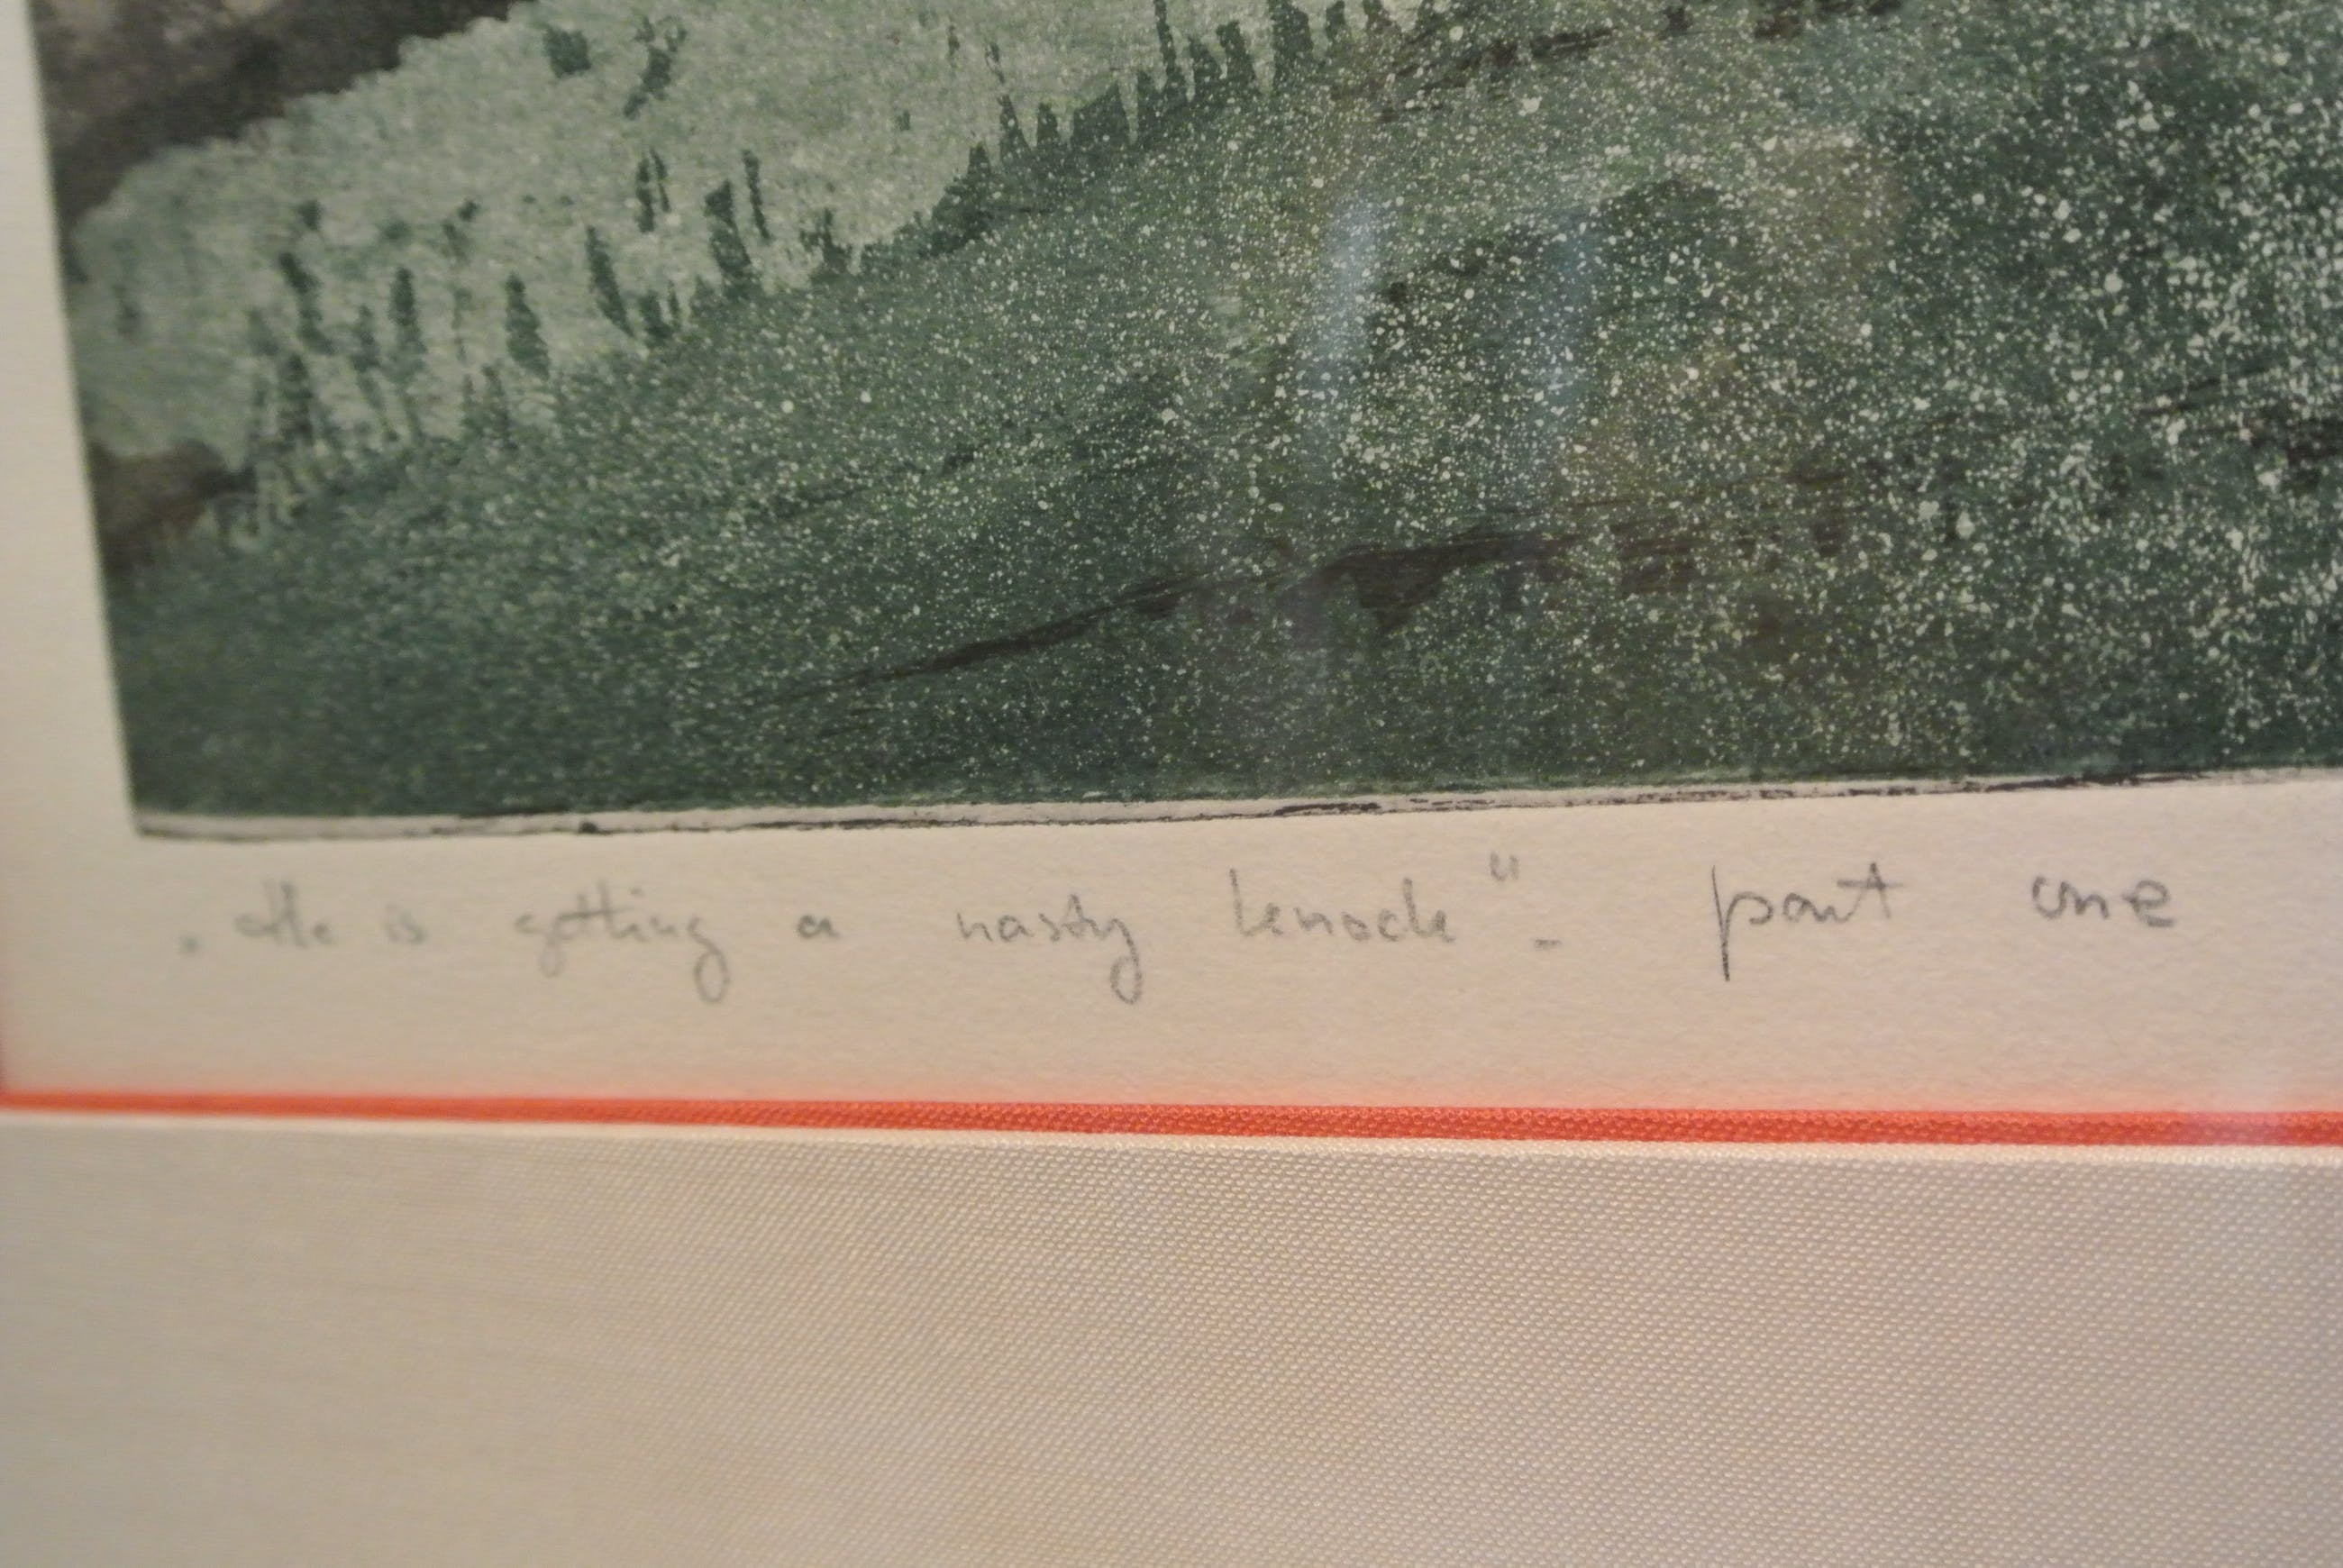 „He is getting a nasty knock" - part one